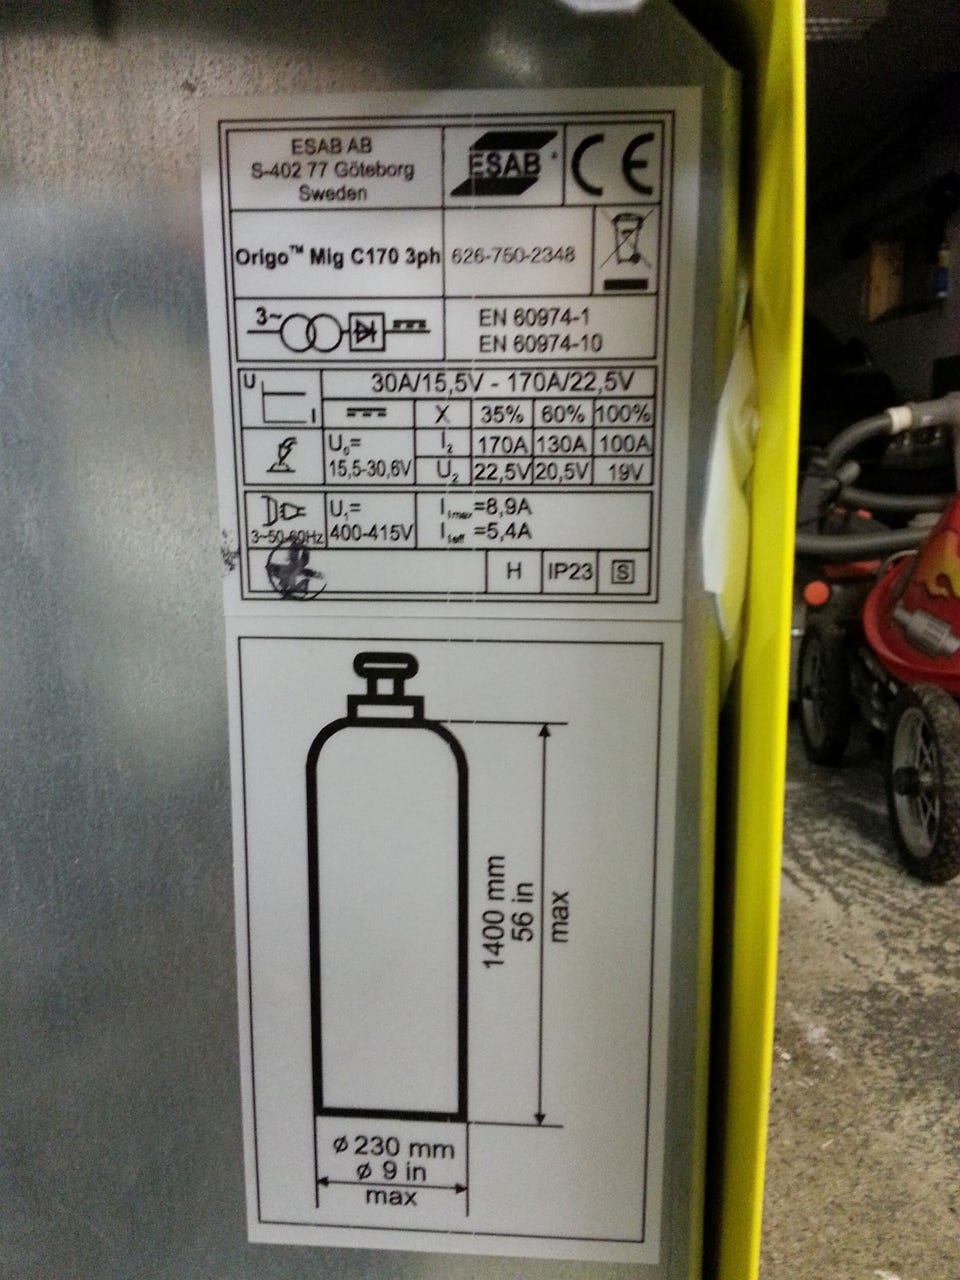 ESAB AB
S-402 77 Göteborg
Sweden
ESAB
CE
Origo™ Mig C170 3ph
626-750-2348
3~
EN 60974-1
EN 60974-10
U
I
30A/15,5V - 170A/22,5V
X 35% 60% 100%
U₀=
15,5-30,6V
I₂ 170A 130A 100A
U₂ 22,5V 20,5V 19V
3~50-60Hz
U₁=
400-415V
I₁max=8,9A
I₁eff=5,4A
H IP23 S
1400 mm
56 in
max
ø 230 mm
ø 9 in
max